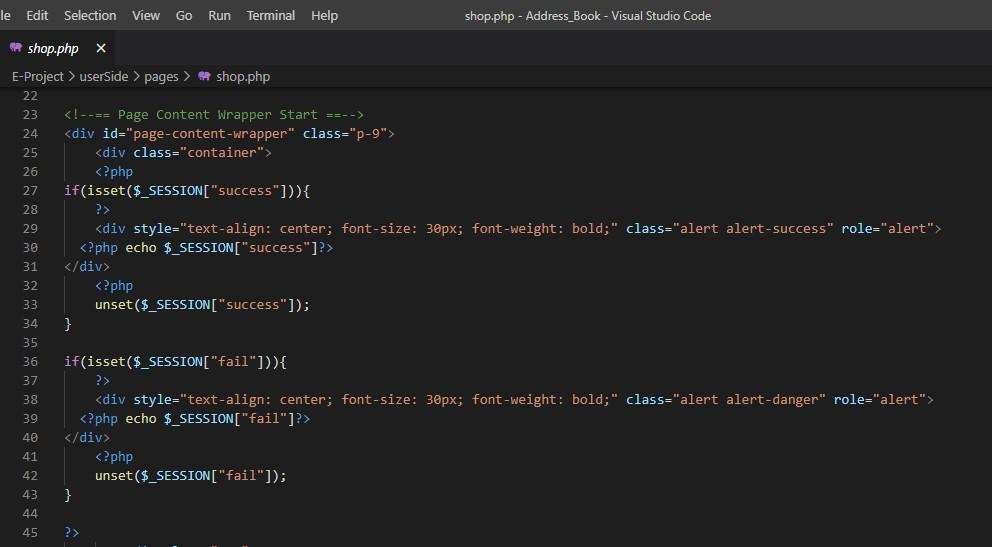 le Edit Selection View Go Run Terminal Help shop.php - Address_Book - Visual Studio Code
shop.php ×
E-Project > userSide > pages > shop.php
22
23 <!--== Page Content Wrapper Start ==-->
24 <div id="page-content-wrapper" class="p-9">
25 <div class="container">
26 <?php
27 if(isset($_SESSION["success"])){
28 ?>
29 <div style="text-align: center; font-size: 30px; font-weight: bold;" class="alert alert-success" role="alert">
30 <?php echo $_SESSION["success"]?>
31 </div>
32 <?php
33 unset($_SESSION["success"]);
34 }
35
36 if(isset($_SESSION["fail"])){
37 ?>
38 <div style="text-align: center; font-size: 30px; font-weight: bold;" class="alert alert-danger" role="alert">
39 <?php echo $_SESSION["fail"]?>
40 </div>
41 <?php
42 unset($_SESSION["fail"]);
43 }
44
45 ?>